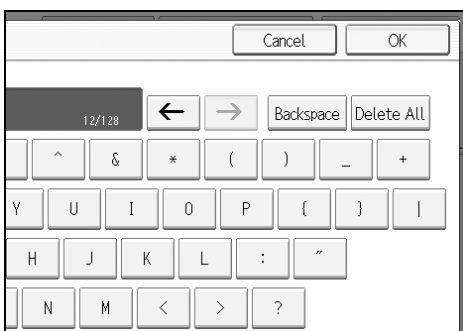 Cancel OK
12/128 ← → Backspace Delete All
^ & * ( ) _ +
Y U I O P { } |
H J K L : "
N M < > ?